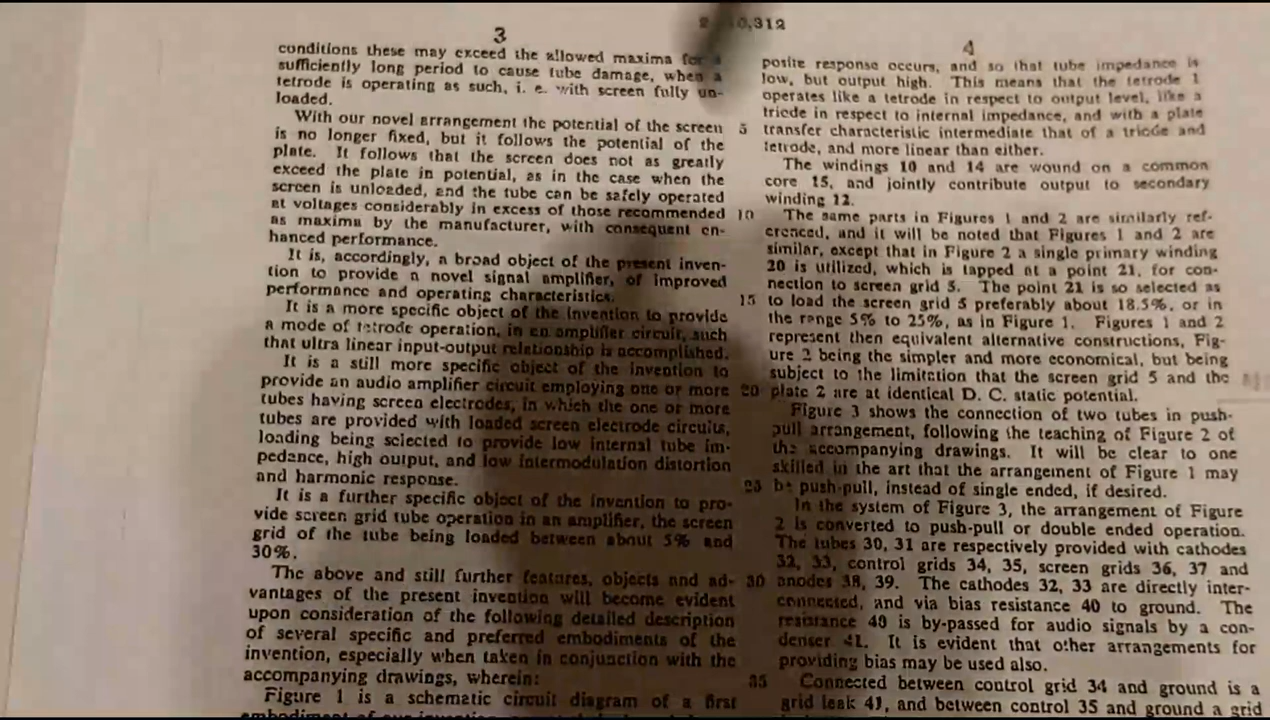 3
conditions these may exceed the allowed maxima for a
sufficiently long period to cause tube damage, when a
tetrode is operating as such, i. e. with screen fully un-
loaded.
With our novel arrangement the potential of the screen
is no longer fixed, but it follows the potential of the
plate. It follows that the screen does not as greatly
exceed the plate in potential, as in the case when the
screen is unloaded, and the tube can be safely operated
at voltages considerably in excess of those recommended
as maxima by the manufacturer, with consequent en-
hanced performance.
It is, accordingly, a broad object of the present inven-
tion to provide a novel signal amplifier, of improved
performance and operating characteristics.
It is a more specific object of the invention to provide
a mode of tetrode operation, in an amplifier circuit, such
that ultra linear input-output relationship is accomplished.
It is a still more specific object of the invention to
provide an audio amplifier circuit employing one or more
tubes having screen electrodes, in which the one or more
tubes are provided with loaded screen electrode circuits,
loading being selected to provide low internal tube im-
pedance, high output, and low intermodulation distortion
and harmonic response.
It is a further specific object of the invention to pro-
vide screen grid tube operation in an amplifier, the screen
grid of the tube being loaded between about 5% and
30%.
The above and still further features, objects and ad-
vantages of the present invention will become evident
upon consideration of the following detailed description
of several specific and preferred embodiments of the
invention, especially when taken in conjunction with the
accompanying drawings, wherein:
Figure 1 is a schematic circuit diagram of a first
embodiment of our invention
5
10
15
20
25
30
35
4
posite response occurs, and so that tube impedance is
low, but output high. This means that the tetrode 1
operates like a tetrode in respect to output level, like a
triode in respect to internal impedance, and with a plate
transfer characteristic intermediate that of a triode and
tetrode, and more linear than either.
The windings 10 and 14 are wound on a common
core 15, and jointly contribute output to secondary
winding 12.
The same parts in Figures 1 and 2 are similarly ref-
erenced, and it will be noted that Figures 1 and 2 are
similar, except that in Figure 2 a single primary winding
20 is utilized, which is tapped at a point 21, for con-
nection to screen grid 5. The point 21 is so selected as
to load the screen grid 5 preferably about 18.5%, or in
the range 5% to 25%, as in Figure 1. Figures 1 and 2
represent then equivalent alternative constructions, Fig-
ure 2 being the simpler and more economical, but being
subject to the limitation that the screen grid 5 and the
plate 2 are at identical D. C. static potential.
Figure 3 shows the connection of two tubes in push-
pull arrangement, following the teaching of Figure 2 of
the accompanying drawings. It will be clear to one
skilled in the art that the arrangement of Figure 1 may
be push-pull, instead of single ended, if desired.
In the system of Figure 3, the arrangement of Figure
2 is converted to push-pull or double ended operation.
The tubes 30, 31 are respectively provided with cathodes
32, 33, control grids 34, 35, screen grids 36, 37 and
anodes 38, 39. The cathodes 32, 33 are directly inter-
connected, and via bias resistance 40 to ground. The
resistance 40 is by-passed for audio signals by a con-
denser 41. It is evident that other arrangements for
providing bias may be used also.
Connected between control grid 34 and ground is a
grid leak 43, and between control 35 and ground a grid